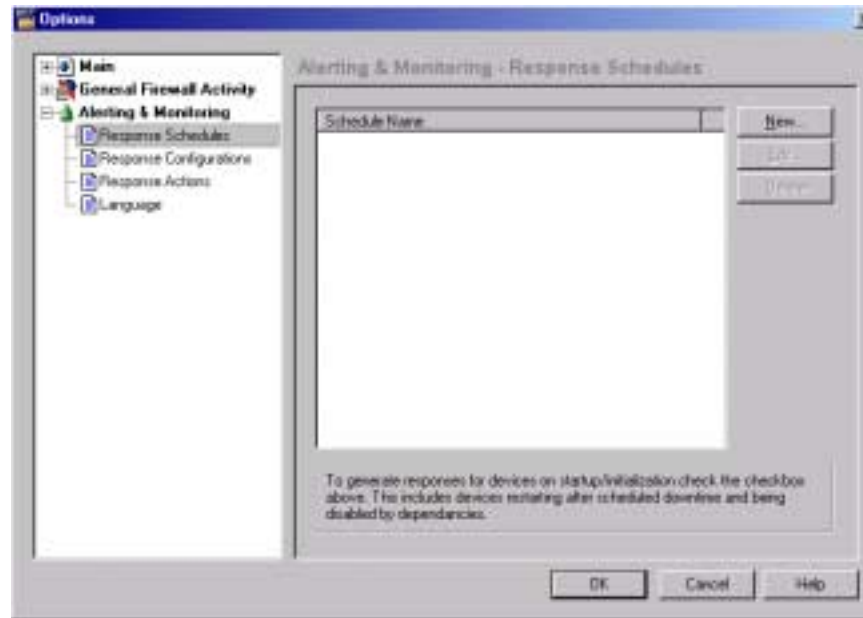 Options
Main
General Firewall Activity
Alerting & Monitoring
Response Schedules
Response Configurations
Response Actions
Language
Alerting & Monitoring - Response Schedules
Schedule Name
New...
To generate responses for devices on startup/initialization check the checkbox
above. This includes devices restarting after scheduled downtime and being
disabled by dependancies.
OK
Cancel
Help